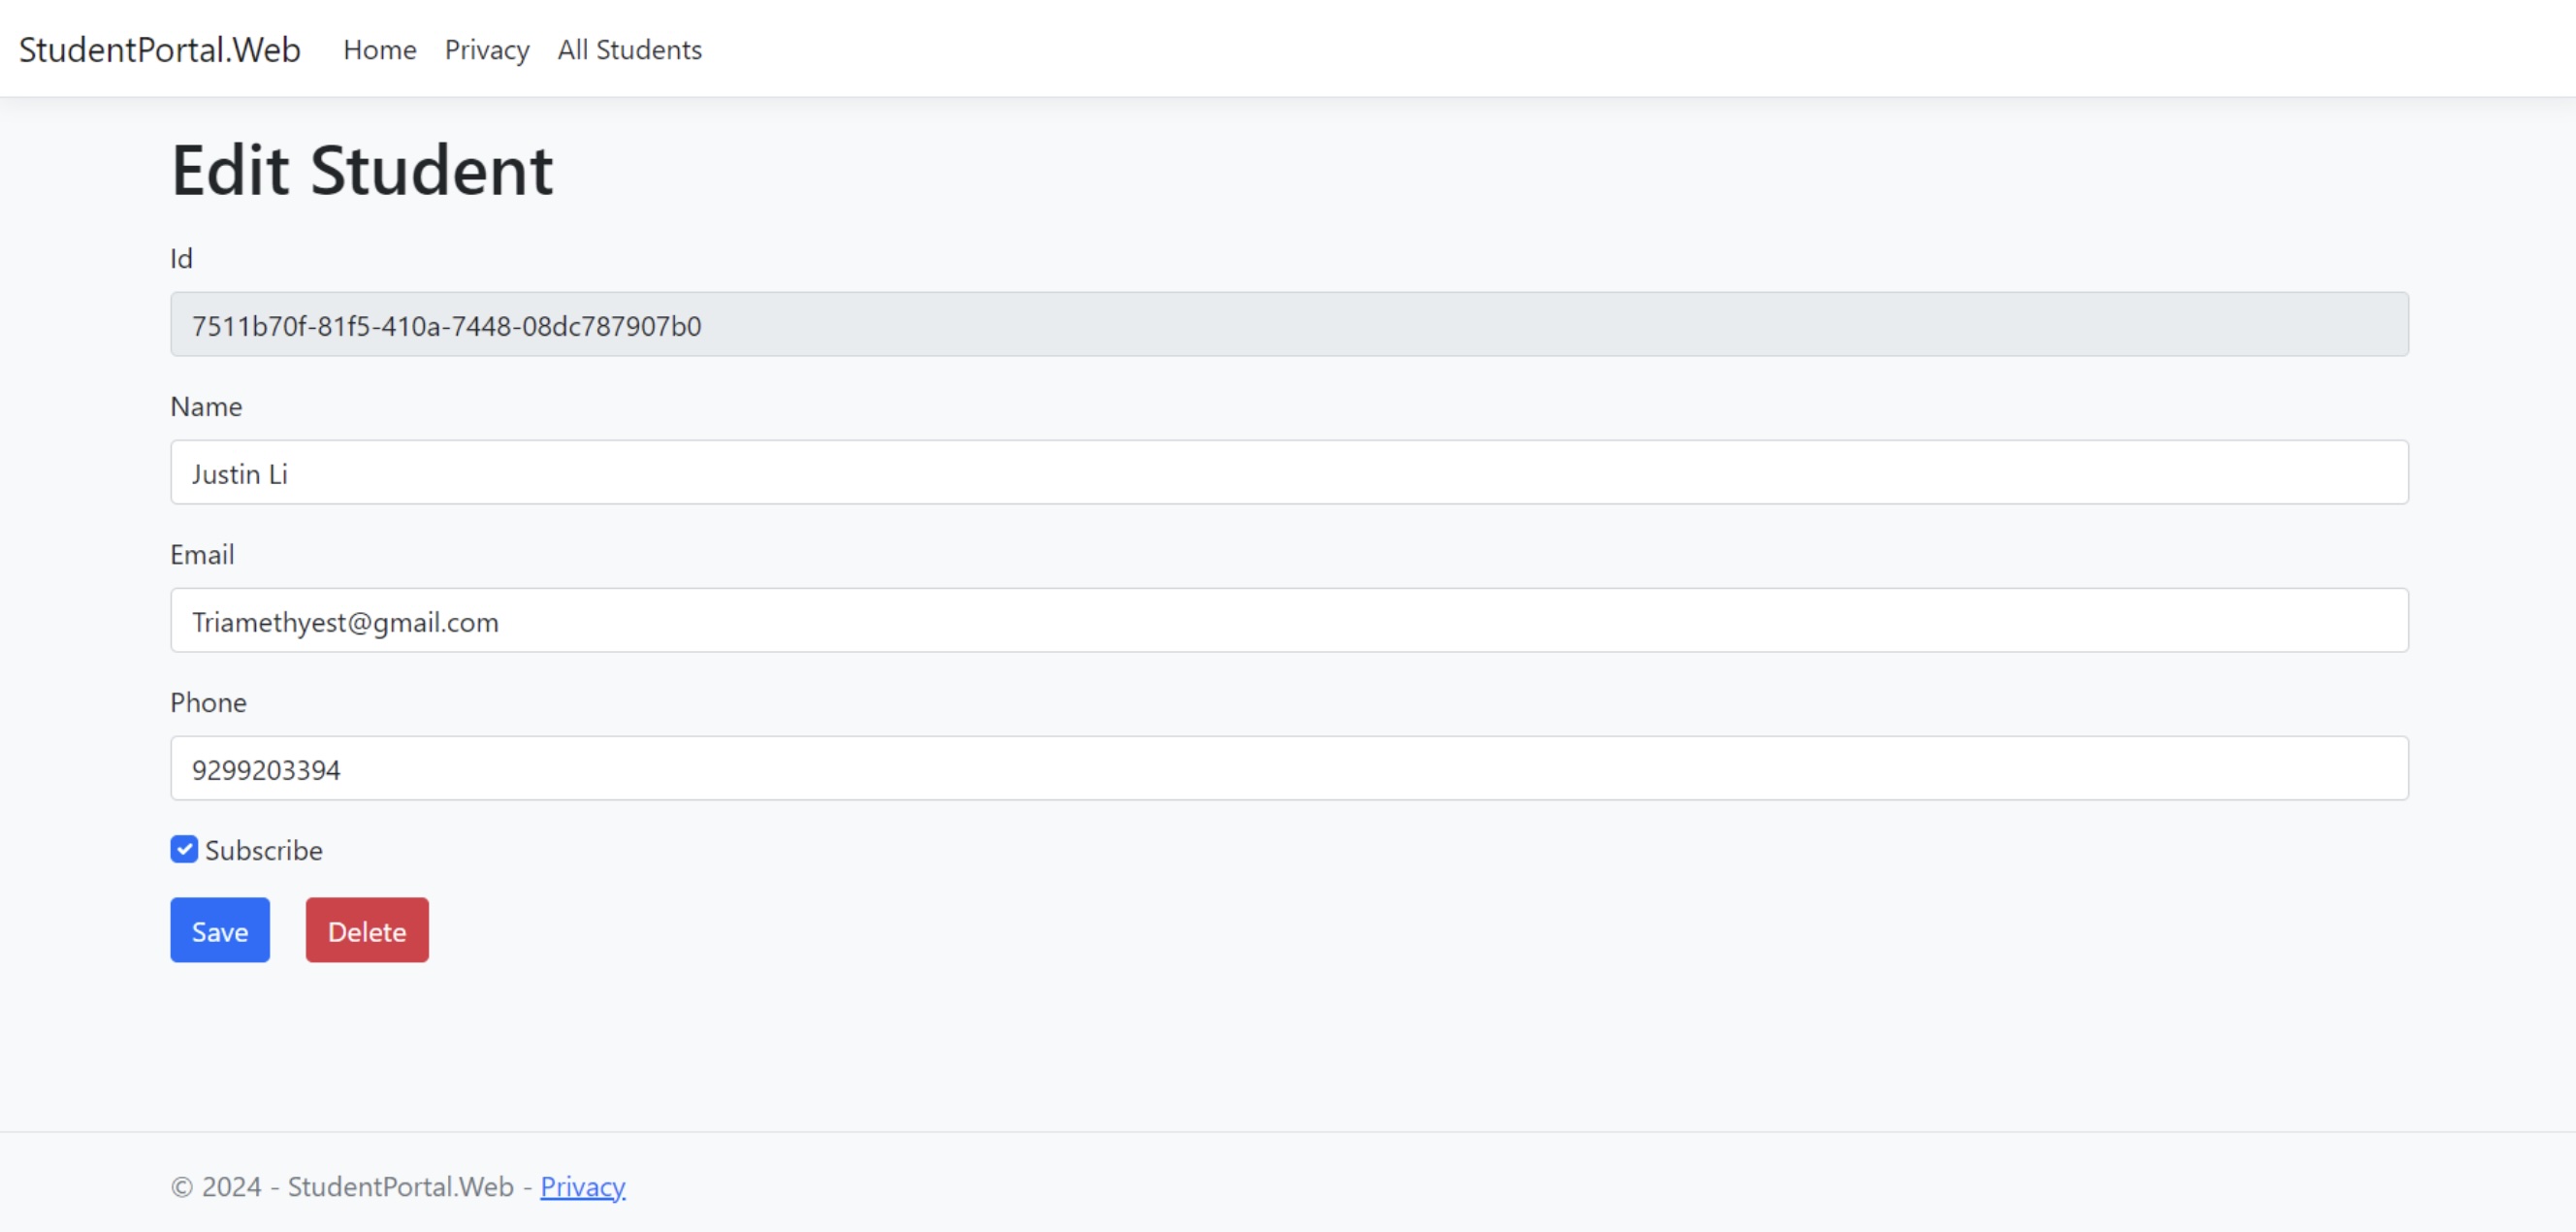 StudentPortal.Web Home Privacy All Students
Edit Student
Id
7511b70f-81f5-410a-7448-08dc787907b0
Name
Justin Li
Email
Triamethyest@gmail.com
Phone
9299203394
Subscribe
Save Delete
© 2024 - StudentPortal.Web - Privacy